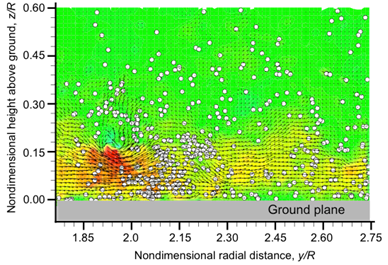 Nondimensional height above ground, z/R
0.60
0.45
0.30
0.15
0.00
Ground plane
1.85 2.0 2.15 2.30 2.45 2.60 2.75
Nondimensional radial distance, y/R